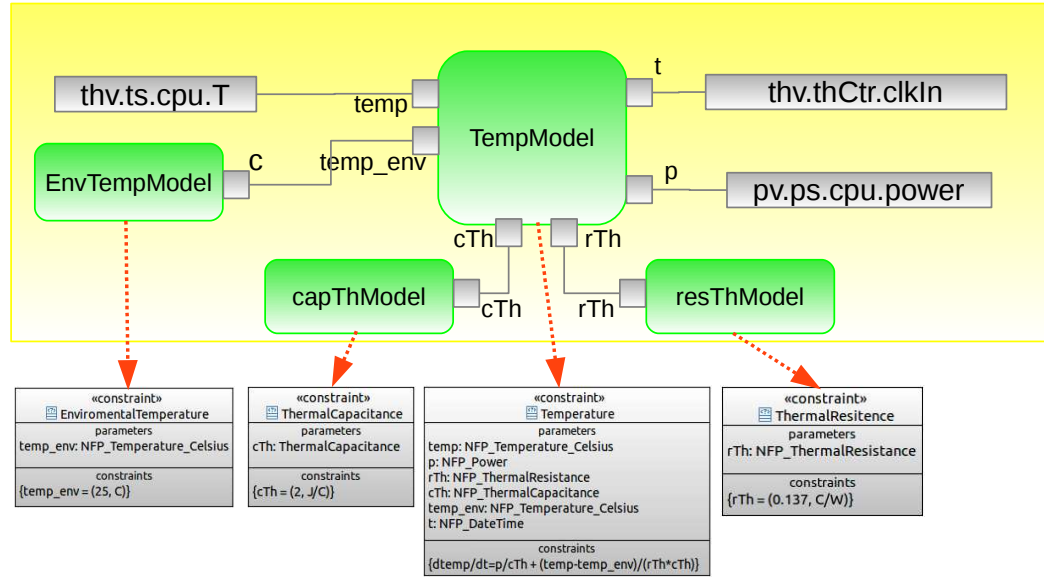 t
thv.ts.cpu.T
thv.thCtr.clkIn
temp
TempModel
temp_env
c
EnvTempModel
p
pv.ps.cpu.power
cTh
rTh
capThModel
resThModel
cTh
rTh
«constraint»
EnviromentalTemperature
parameters
temp_env: NFP_Temperature_Celsius
constraints
{temp_env = (25, C)}
«constraint»
ThermalCapacitance
parameters
cTh: ThermalCapacitance
constraints
{cTh = (2, J/C)}
«constraint»
Temperature
parameters
temp: NFP_Temperature_Celsius
p: NFP_Power
rTh: NFP_ThermalResistance
cTh: NFP_ThermalCapacitance
temp_env: NFP_Temperature_Celsius
t: NFP_DateTime
constraints
{dtemp/dt=p/cTh + (temp-temp_env)/(rTh*cTh)}
«constraint»
ThermalResitence
parameters
rTh: NFP_ThermalResistance
constraints
{rTh = (0.137, C/W)}